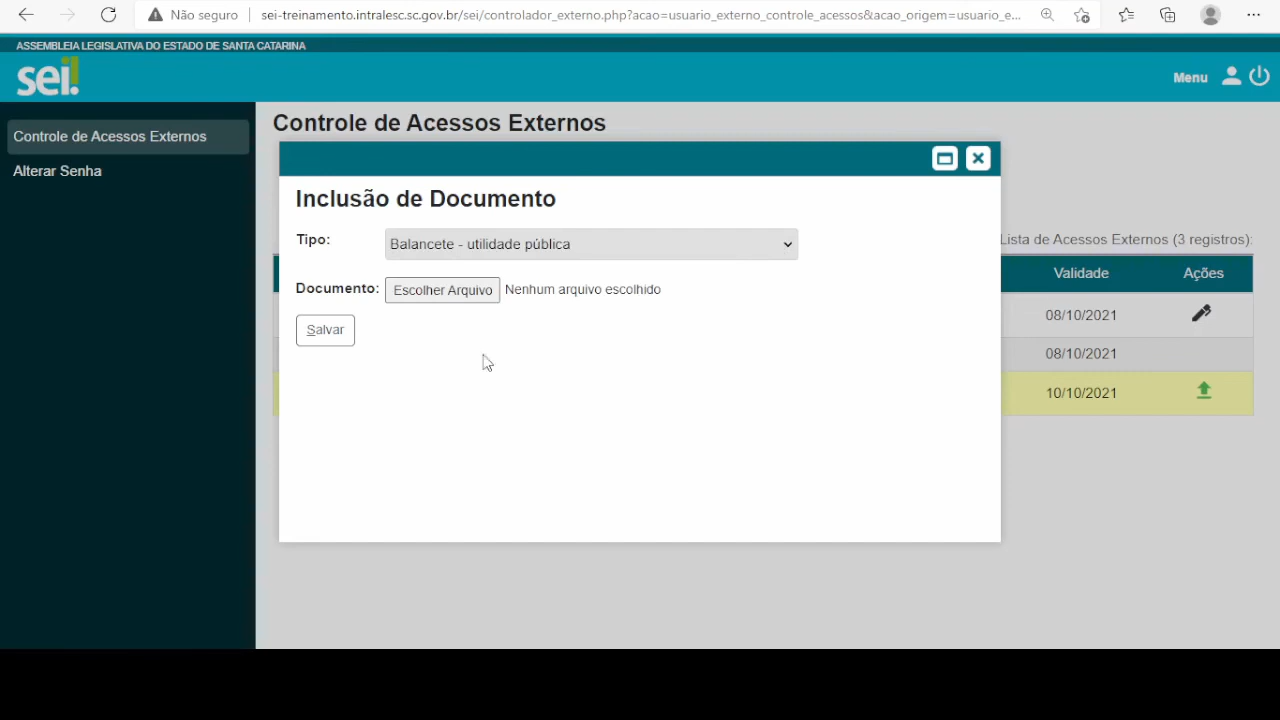 Não seguro
sei-treinamento.intralesc.sc.gov.br/sei/controlador_externo.php?acao=usuario_externo_controle_acessos&acao_origem=usuario_e...
ASSEMBLEIA LEGISLATIVA DO ESTADO DE SANTA CATARINA
sei!
Menu
Controle de Acessos Externos
Alterar Senha
Controle de Acessos Externos
Inclusão de Documento
Tipo:
Balancete - utilidade pública
Documento:
Escolher Arquivo
Nenhum arquivo escolhido
Salvar
Lista de Acessos Externos (3 registros):
Validade
Ações
08/10/2021
08/10/2021
10/10/2021